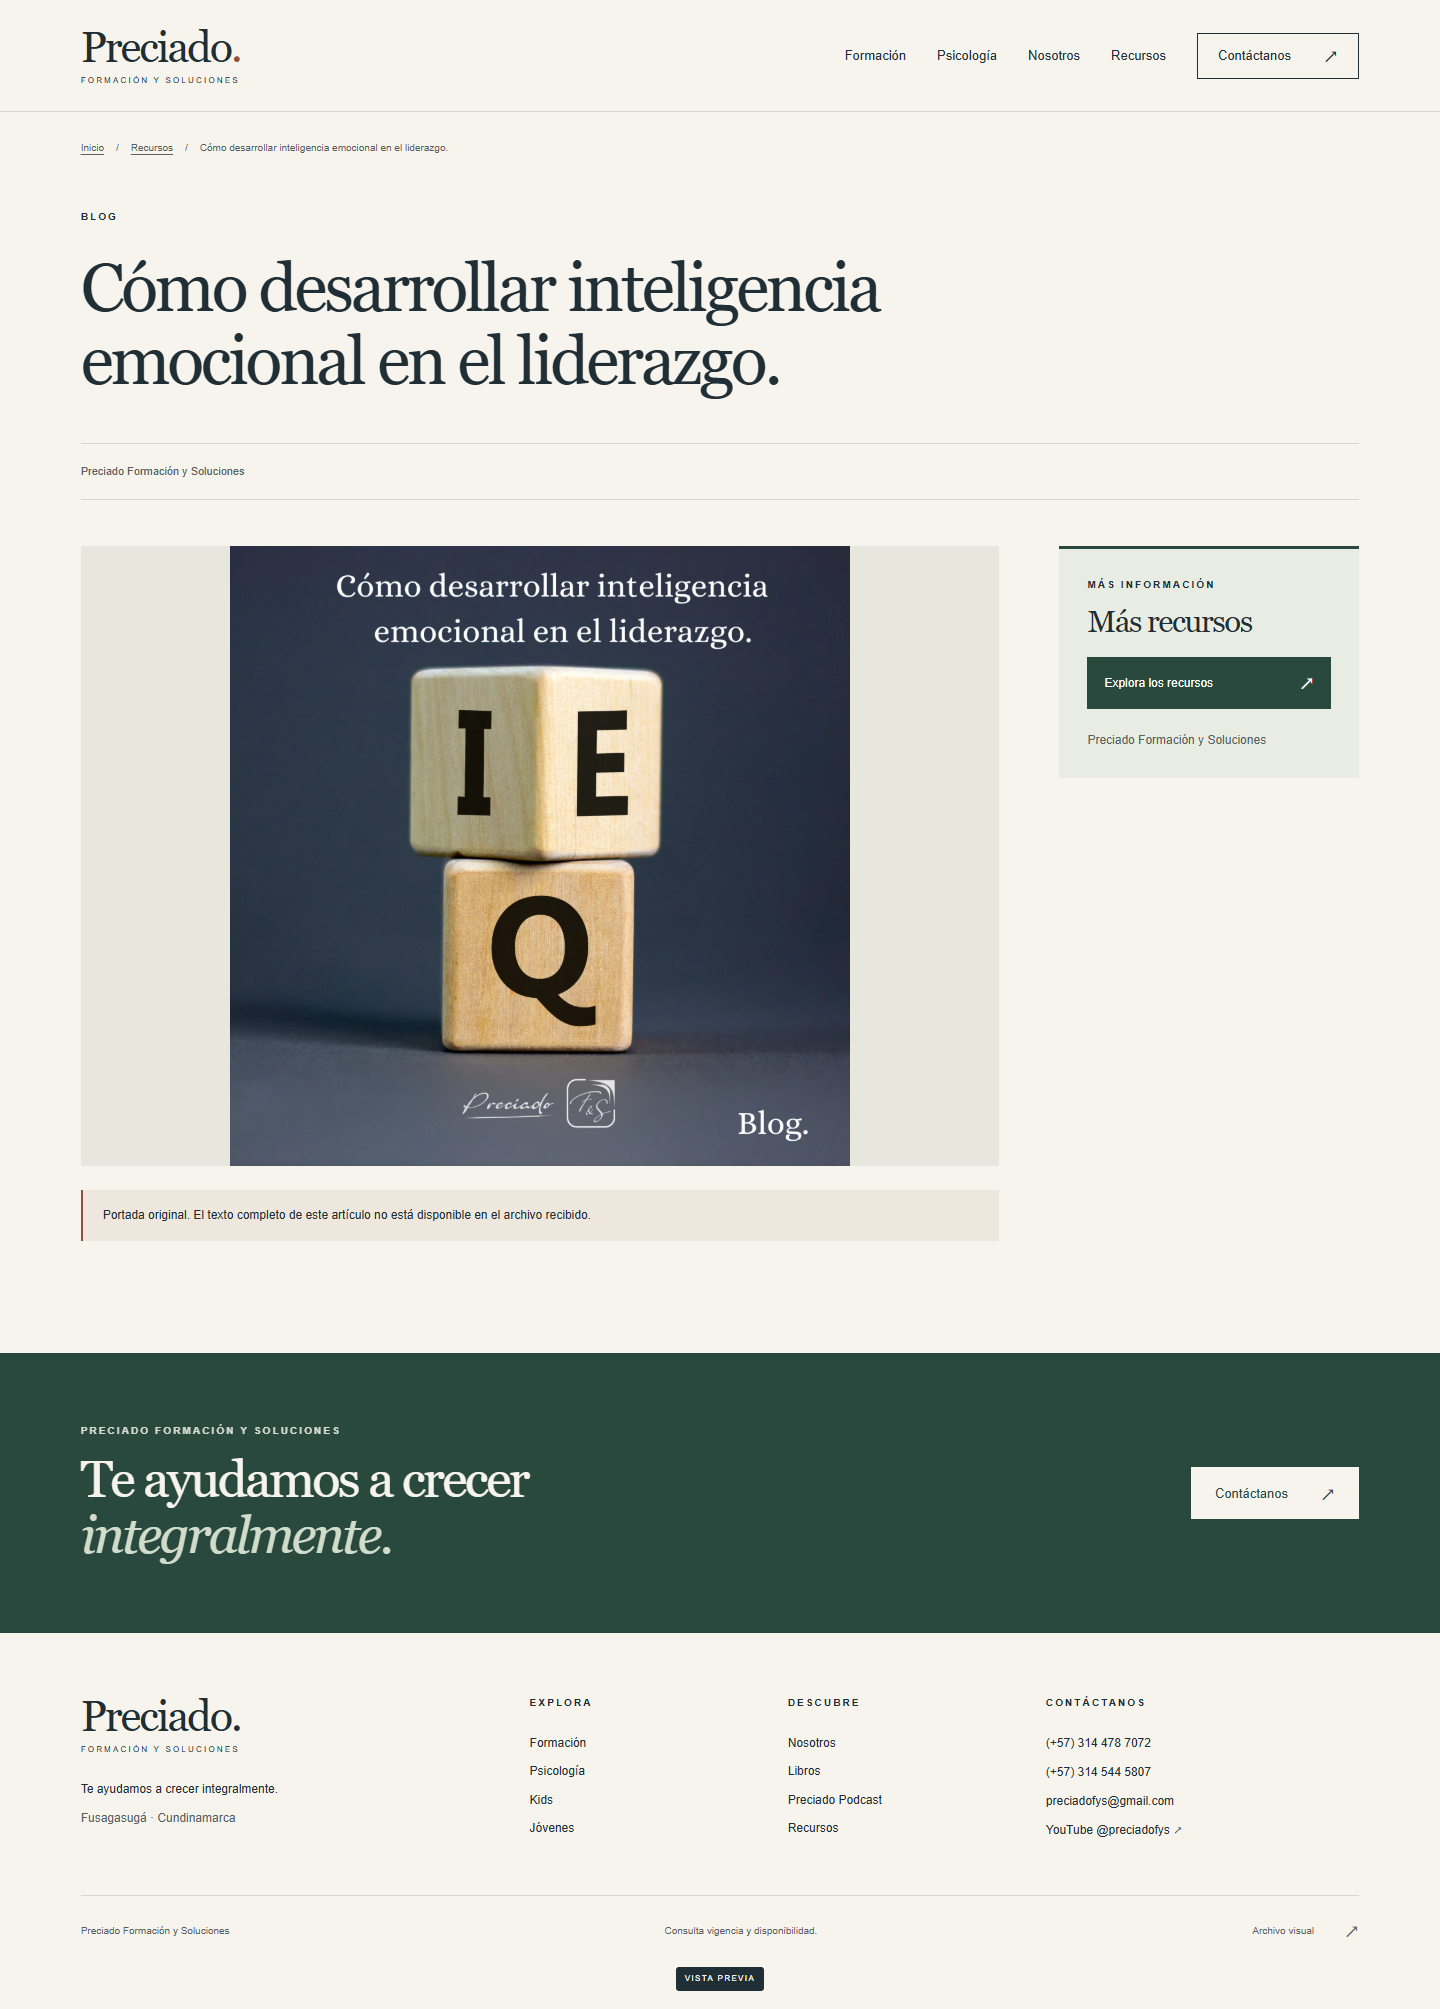 Preciado.
FORMACIÓN Y SOLUCIONES
Formación
Psicología
Nosotros
Recursos
Contáctanos ↗
Inicio / Recursos / Cómo desarrollar inteligencia emocional en el liderazgo.
BLOG
Cómo desarrollar inteligencia
emocional en el liderazgo.
Preciado Formación y Soluciones
Cómo desarrollar inteligencia
emocional en el liderazgo.
I E
Q
Preciado F&S
Blog.
Portada original. El texto completo de este artículo no está disponible en el archivo recibido.
MÁS INFORMACIÓN
Más recursos
Explora los recursos ↗
Preciado Formación y Soluciones
PRECIADO FORMACIÓN Y SOLUCIONES
Te ayudamos a crecer
integralmente.
Contáctanos ↗
Preciado.
FORMACIÓN Y SOLUCIONES
Te ayudamos a crecer integralmente.
Fusagasugá · Cundinamarca
EXPLORA
Formación
Psicología
Kids
Jóvenes
DESCUBRE
Nosotros
Libros
Preciado Podcast
Recursos
CONTÁCTANOS
(+57) 314 478 7072
(+57) 314 544 5807
preciadofys@gmail.com
YouTube @preciadofys ↗
Preciado Formación y Soluciones
Consulta vigencia y disponibilidad.
Archivo visual ↗
VISTA PREVIA